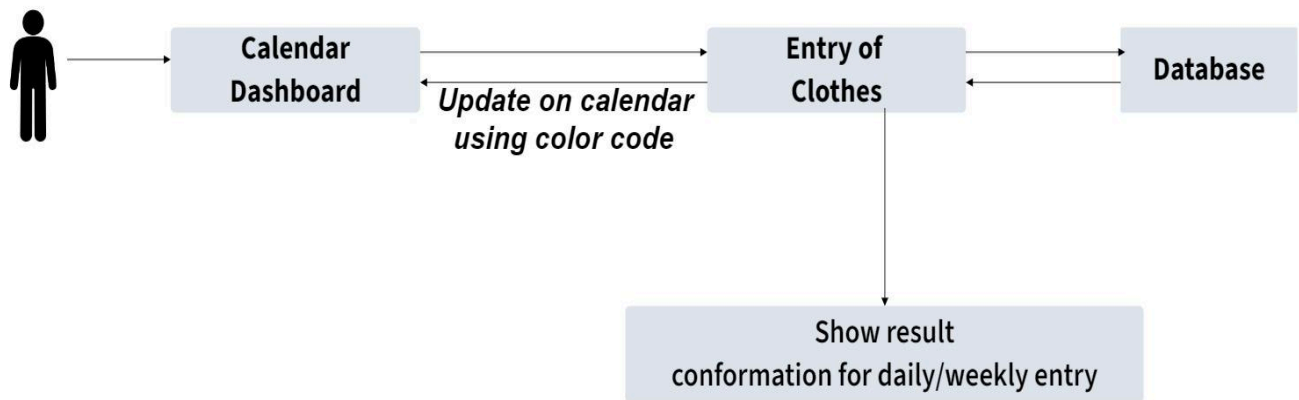 Calendar
Dashboard
Update on calendar
using color code
Entry of
Clothes
Database
Show result
conformation for daily/weekly entry